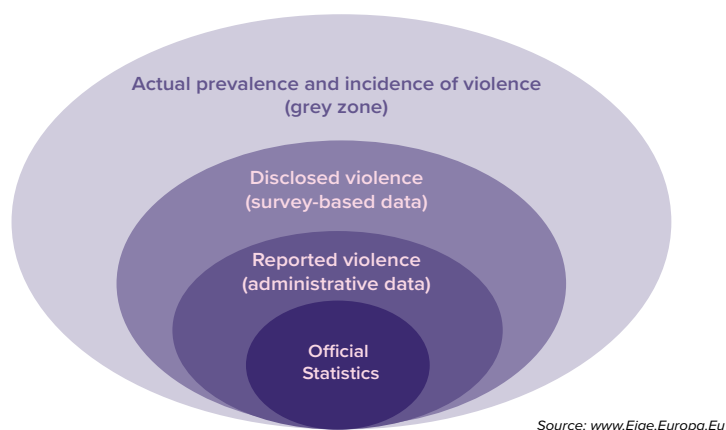 Actual prevalence and incidence of violence
(grey zone)
Disclosed violence
(survey-based data)
Reported violence
(administrative data)
Official
Statistics
Source: www.Eige.Europa.Eu